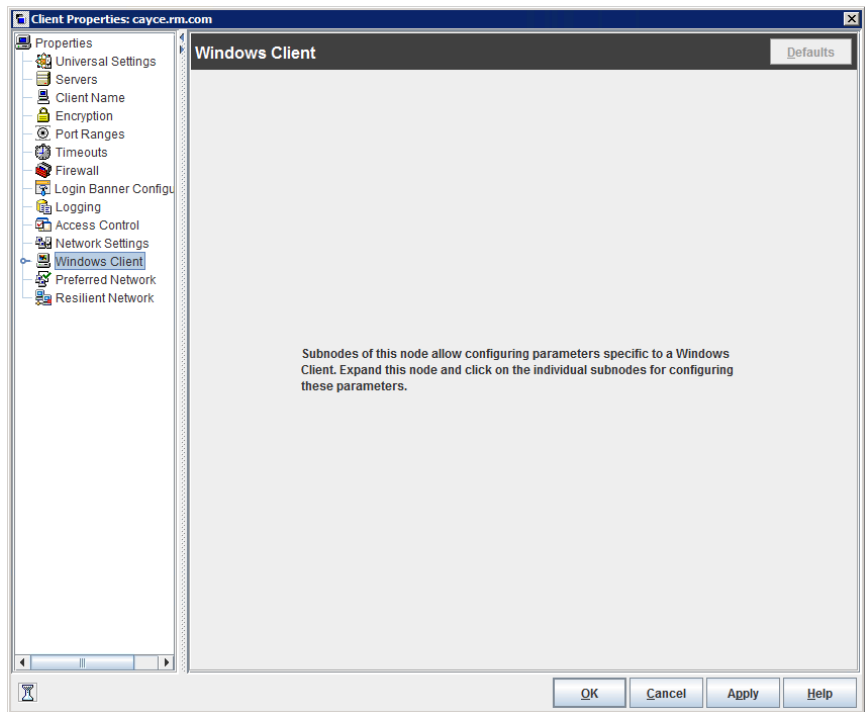 Client Properties: cayce.rm.com
Properties
Universal Settings
Servers
Client Name
Encryption
Port Ranges
Timeouts
Firewall
Login Banner Configu
Logging
Access Control
Network Settings
Windows Client
Preferred Network
Resilient Network
Windows Client
Defaults
Subnodes of this node allow configuring parameters specific to a Windows
Client. Expand this node and click on the individual subnodes for configuring
these parameters.
OK
Cancel
Apply
Help